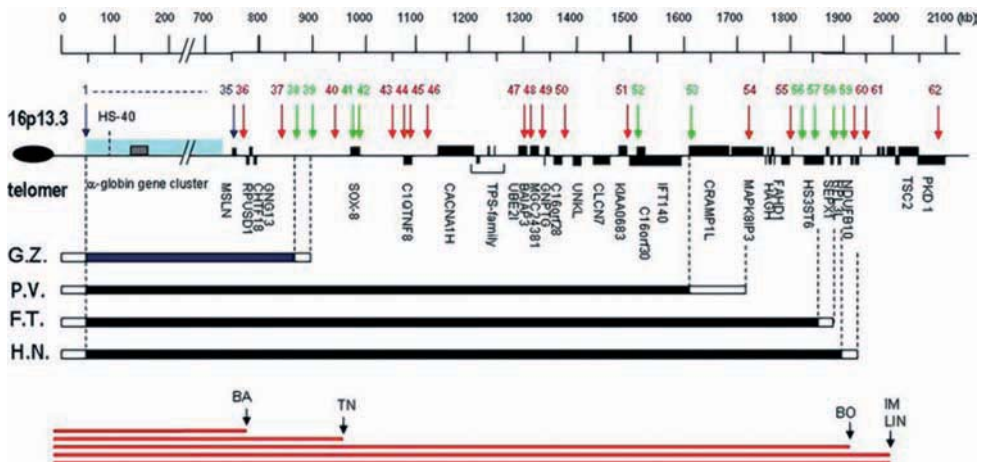 0 100 200 700 800 900 1000 1100 1200 1300 1400 1500 1600 1700 1800 1900 2000 2100 (kb)
1 35 36 37 38 39 40 41 42 43 44 45 46 47 48 49 50 51 52 53 54 55 56 57 58 59 60 61 62
16p13.3
HS-40
telomer
α-globin gene cluster
MSLN
RPUSD1
CHTF18
GNG13
SOX-8
C1QTNF8
CACNA1H
TPS-family
UBE2I
BAIAP3
MGC24381
GNPTG
C16orf28
UNKL
CLCN7
KIAA0683
C16orf30
IFT140
CRAMP1L
MAPK8IP3
HAGH
FAHD1
HS3ST6
SEPX1
NDUFB10
TSC2
PKD1
G.Z.
P.V.
F.T.
H.N.
BA
TN
BO
IM
LIN